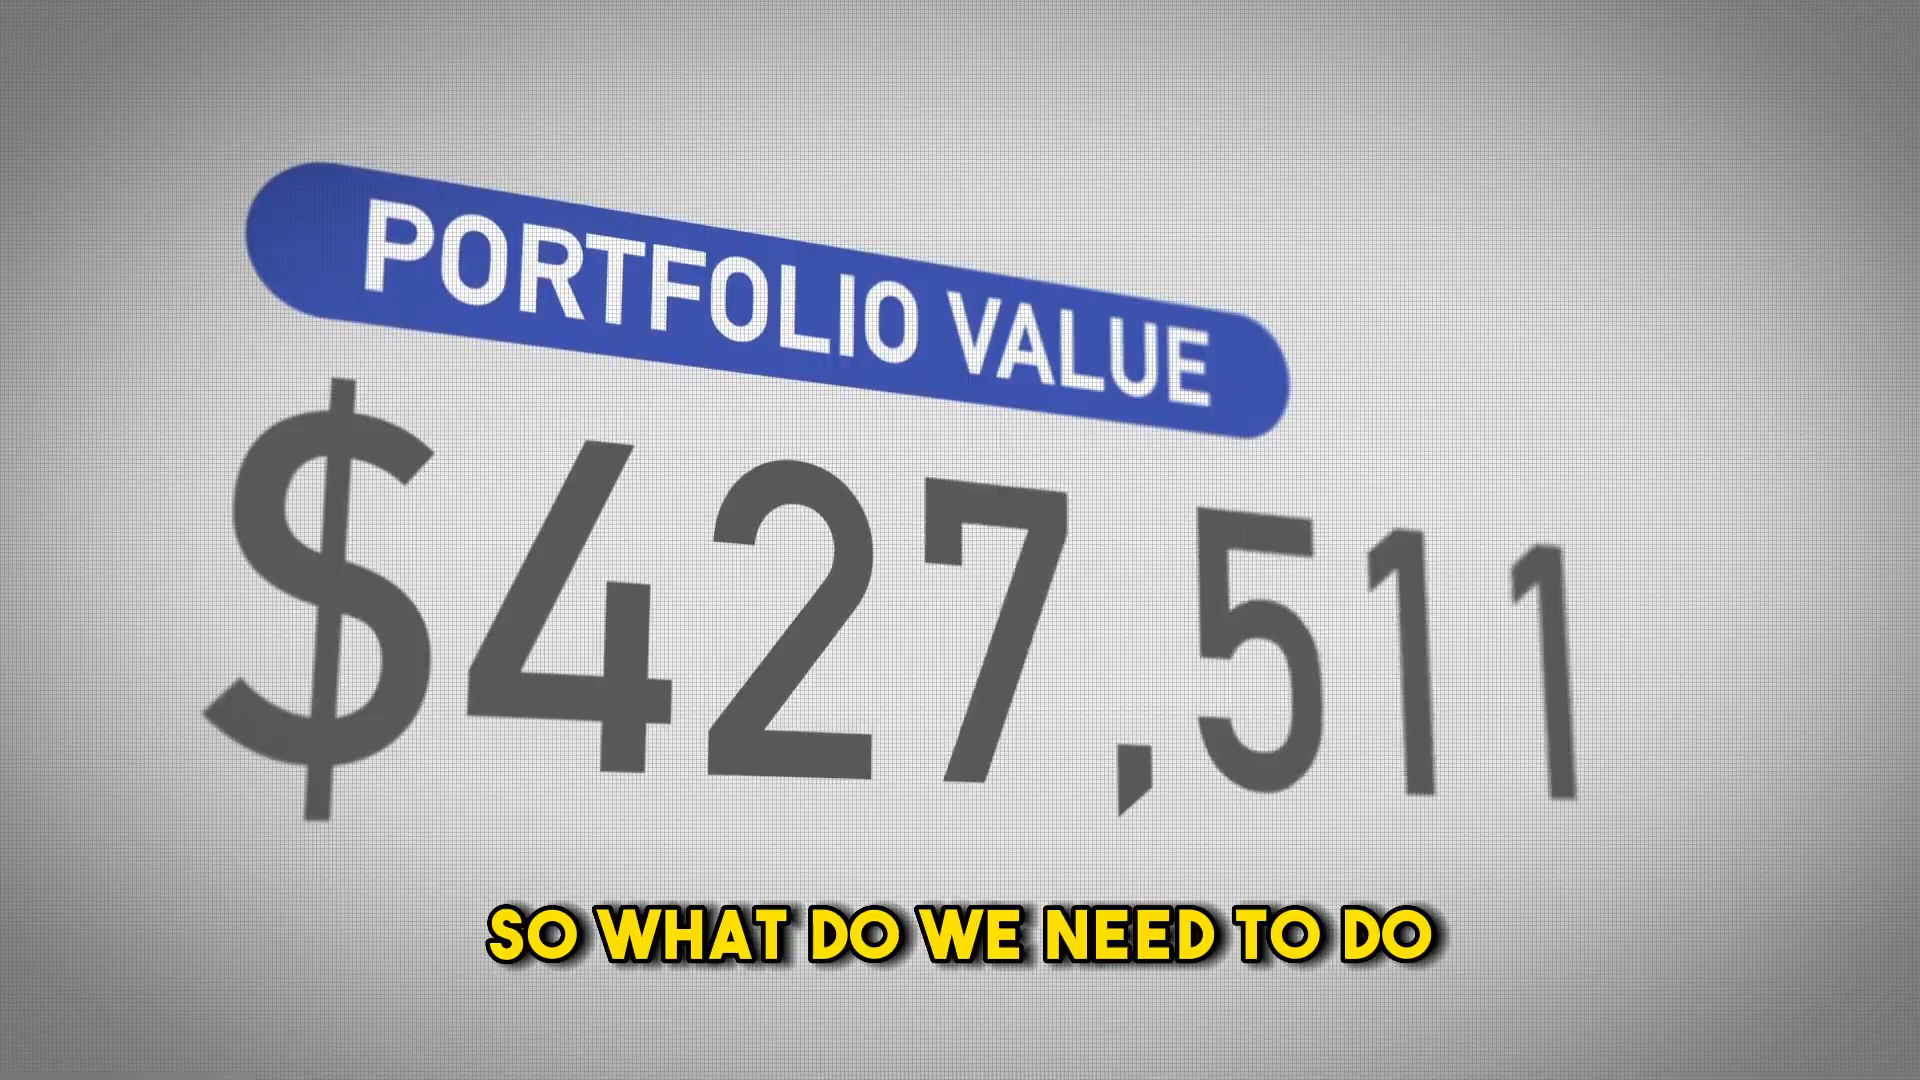 PORTFOLIO VALUE
$427,511
SO WHAT DO WE NEED TO DO